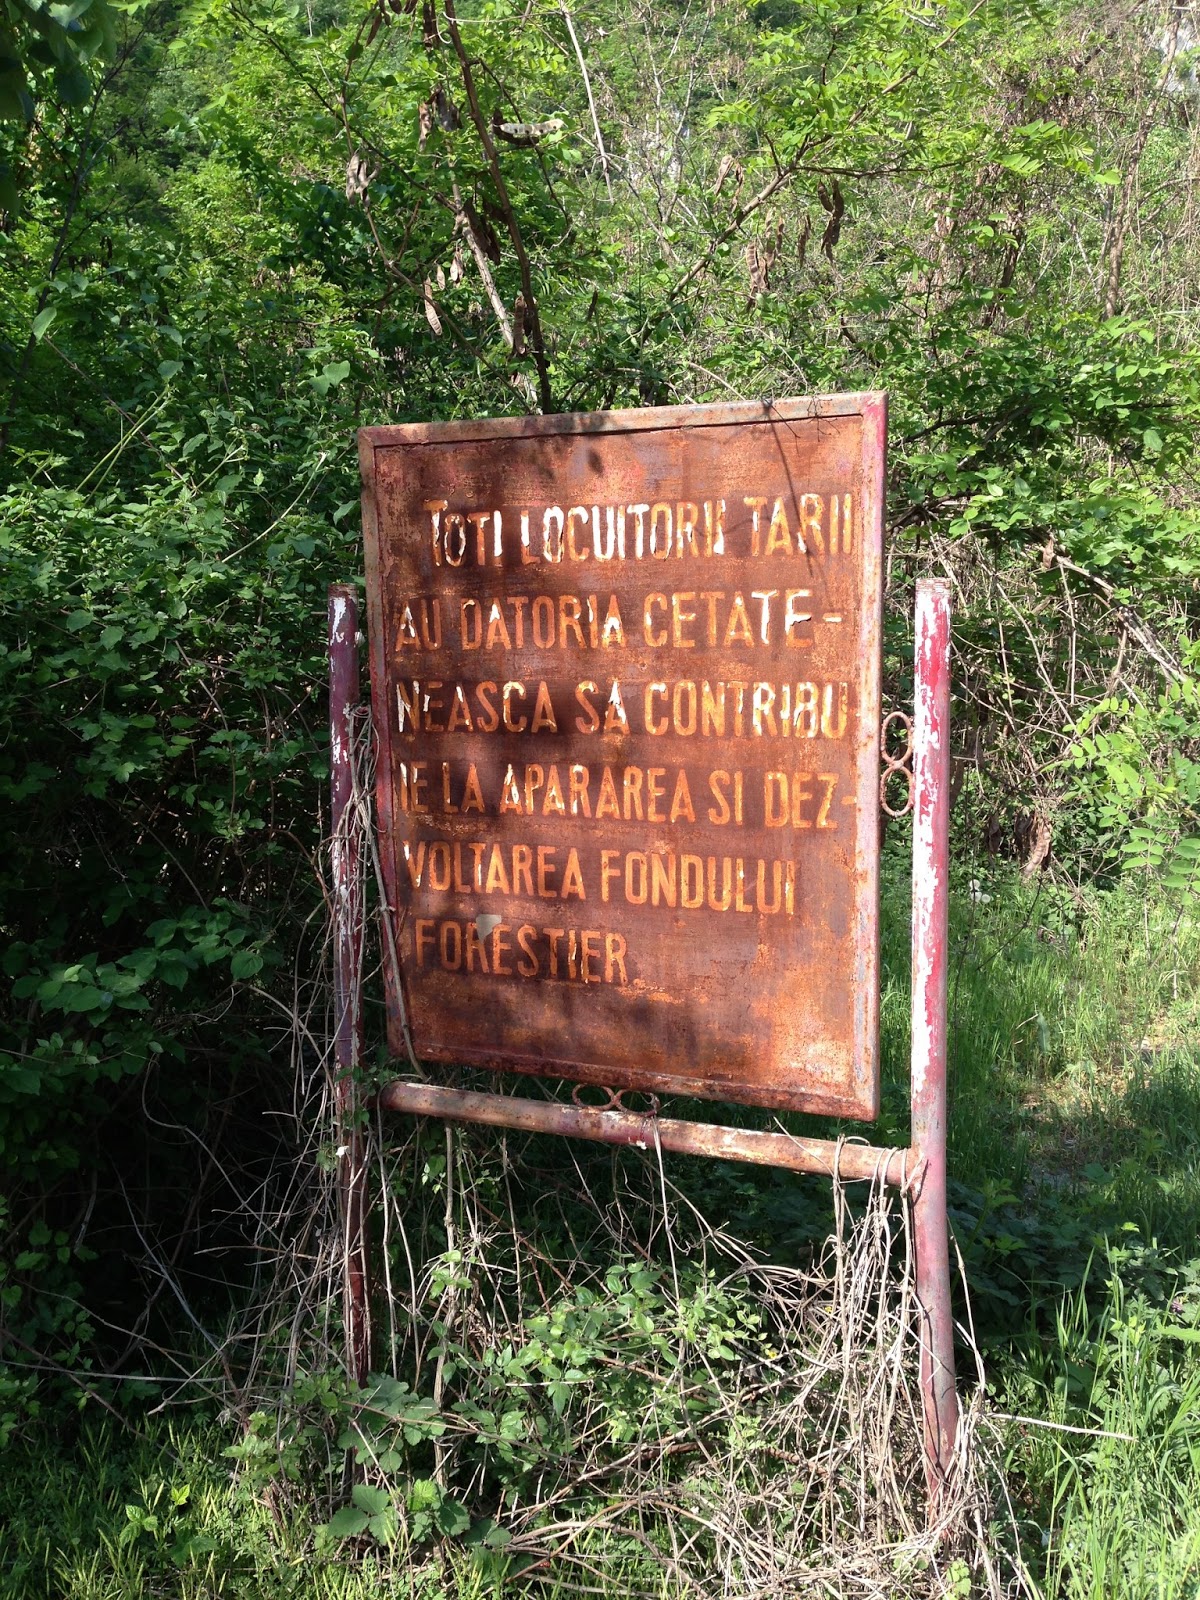 TOTI LOCUITORII TARII
AU DATORIA CETATE-
NEASCA SA CONTRIBU
IE LA APARAREA SI DEZ-
VOLTAREA FONDULUI
FORESTIER